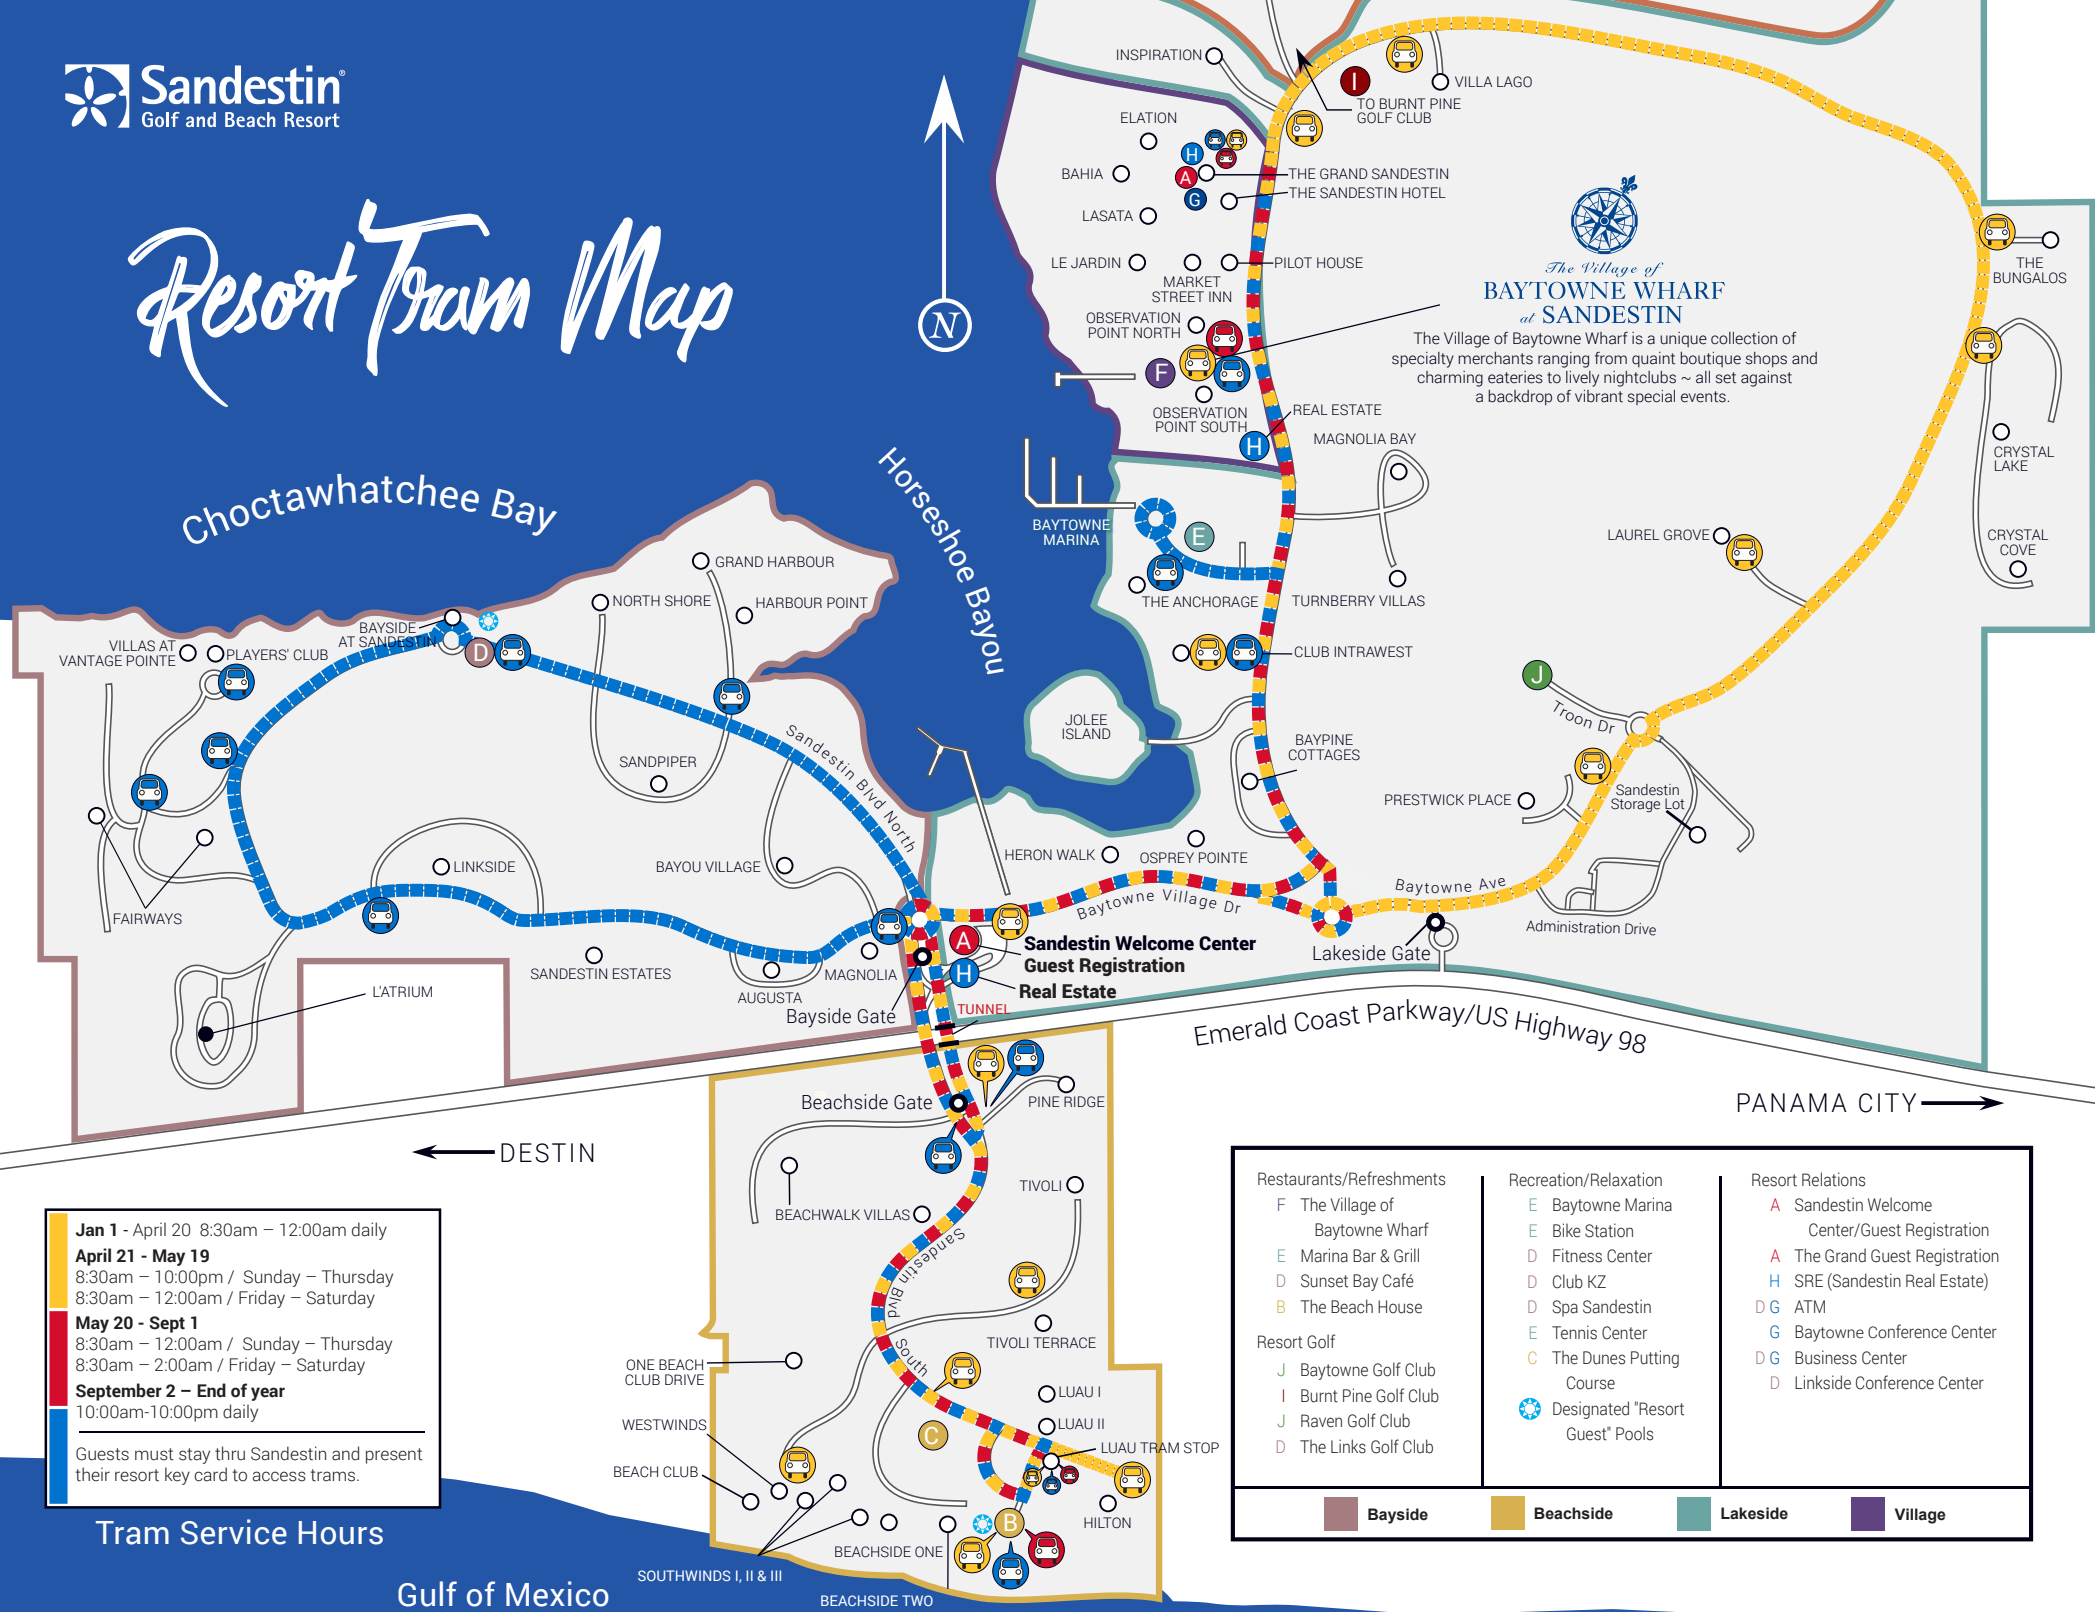 Sandestin®
Golf and Beach Resort
Resort Tram Map
N
Choctawhatchee Bay
Horseshoe Bayou
INSPIRATION
I
VILLA LAGO
TO BURNT PINE
GOLF CLUB
ELATION
H
BAHIA
A
THE GRAND SANDESTIN
G
THE SANDESTIN HOTEL
LASATA
LE JARDIN
MARKET
STREET INN
PILOT HOUSE
OBSERVATION
POINT NORTH
F
OBSERVATION
POINT SOUTH
REAL ESTATE
H
MAGNOLIA BAY
The Village of
BAYTOWNE WHARF
at SANDESTIN
The Village of Baytowne Wharf is a unique collection of
specialty merchants ranging from quaint boutique shops and
charming eateries to lively nightclubs ~ all set against
a backdrop of vibrant special events.
THE
BUNGALOS
CRYSTAL
LAKE
CRYSTAL
COVE
LAUREL GROVE
BAYTOWNE
MARINA
E
THE ANCHORAGE
TURNBERRY VILLAS
CLUB INTRAWEST
J
Troon Dr
JOLEE
ISLAND
BAYPINE
COTTAGES
PRESTWICK PLACE
Sandestin
Storage Lot
GRAND HARBOUR
NORTH SHORE
HARBOUR POINT
BAYSIDE
AT SANDESTIN
D
VILLAS AT
VANTAGE POINTE
PLAYERS' CLUB
SANDPIPER
Sandestin Blvd North
LINKSIDE
BAYOU VILLAGE
FAIRWAYS
HERON WALK
OSPREY POINTE
Baytowne Village Dr
Baytowne Ave
Administration Drive
Lakeside Gate
A
Sandestin Welcome Center
Guest Registration
H
Real Estate
SANDESTIN ESTATES
AUGUSTA
MAGNOLIA
L'ATRIUM
Bayside Gate
TUNNEL
Emerald Coast Parkway/US Highway 98
PANAMA CITY
DESTIN
Beachside Gate
PINE RIDGE
TIVOLI
BEACHWALK VILLAS
Sandestin Blvd South
TIVOLI TERRACE
ONE BEACH
CLUB DRIVE
LUAU I
LUAU II
LUAU TRAM STOP
WESTWINDS
C
BEACH CLUB
B
HILTON
BEACHSIDE ONE
SOUTHWINDS I, II & III
BEACHSIDE TWO
Gulf of Mexico
Jan 1 - April 20 8:30am – 12:00am daily
April 21 - May 19
8:30am – 10:00pm / Sunday – Thursday
8:30am – 12:00am / Friday – Saturday
May 20 - Sept 1
8:30am – 12:00am / Sunday – Thursday
8:30am – 2:00am / Friday – Saturday
September 2 – End of year
10:00am-10:00pm daily
Guests must stay thru Sandestin and present
their resort key card to access trams.
Tram Service Hours
Restaurants/Refreshments
F The Village of
Baytowne Wharf
E Marina Bar & Grill
D Sunset Bay Café
B The Beach House
Resort Golf
J Baytowne Golf Club
I Burnt Pine Golf Club
J Raven Golf Club
D The Links Golf Club
Recreation/Relaxation
E Baytowne Marina
E Bike Station
D Fitness Center
D Club KZ
D Spa Sandestin
E Tennis Center
C The Dunes Putting
Course
Designated "Resort
Guest" Pools
Resort Relations
A Sandestin Welcome
Center/Guest Registration
A The Grand Guest Registration
H SRE (Sandestin Real Estate)
D G ATM
G Baytowne Conference Center
D G Business Center
D Linkside Conference Center
Bayside
Beachside
Lakeside
Village